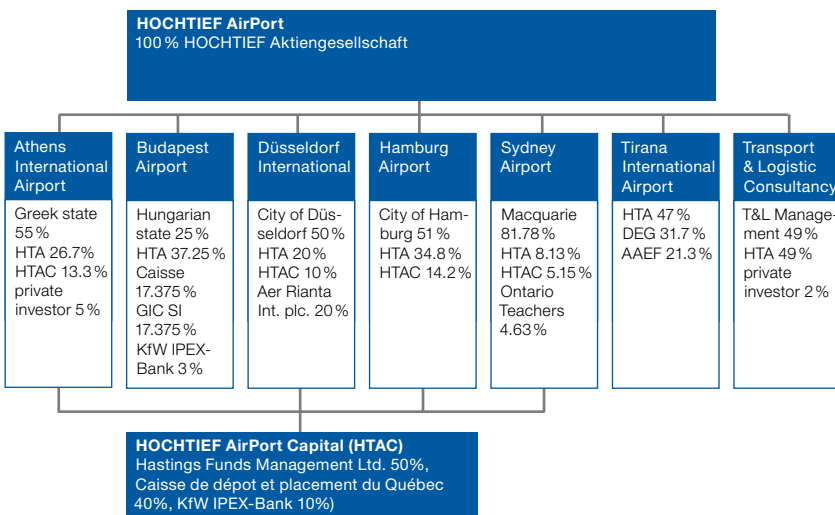 HOCHTIEF AirPort
100 % HOCHTIEF Aktiengesellschaft
Athens
International
Airport
Greek state
55 %
HTA 26.7%
HTAC 13.3 %
private
investor 5 %
Budapest
Airport
Hungarian
state 25 %
HTA 37.25 %
Caisse
17.375 %
GIC SI
17.375 %
KfW IPEX-
Bank 3 %
Düsseldorf
International
City of Düs-
seldorf 50 %
HTA 20 %
HTAC 10 %
Aer Rianta
Int. plc. 20 %
Hamburg
Airport
City of Ham-
burg 51 %
HTA 34.8 %
HTAC 14.2 %
Sydney
Airport
Macquarie
81.78 %
HTA 8.13 %
HTAC 5.15 %
Ontario
Teachers
4.63 %
Tirana
International
Airport
HTA 47 %
DEG 31.7 %
AAEF 21.3 %
Transport
& Logistic
Consultancy
T&L Manage-
ment 49 %
HTA 49 %
private
investor 2 %
HOCHTIEF AirPort Capital (HTAC)
Hastings Funds Management Ltd. 50%,
Caisse de dépot et placement du Québec
40%, KfW IPEX-Bank 10%)